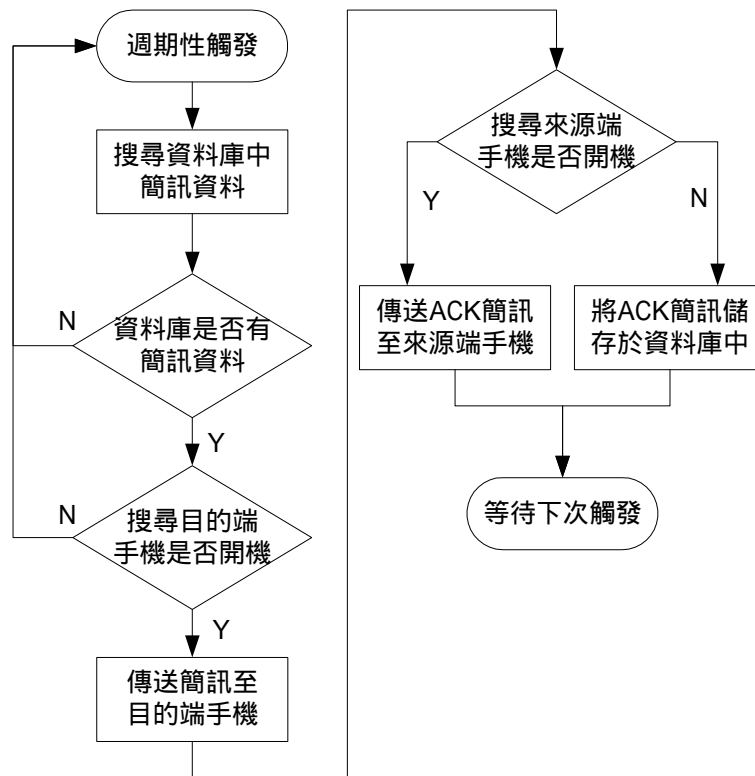 週期性觸發
搜尋資料庫中
簡訊資料
N
資料庫是否有
簡訊資料
Y
N
搜尋目的端
手機是否開機
Y
傳送簡訊至
目的端手機
搜尋來源端
手機是否開機
Y
N
傳送ACK簡訊
至來源端手機
將ACK簡訊儲
存於資料庫中
等待下次觸發